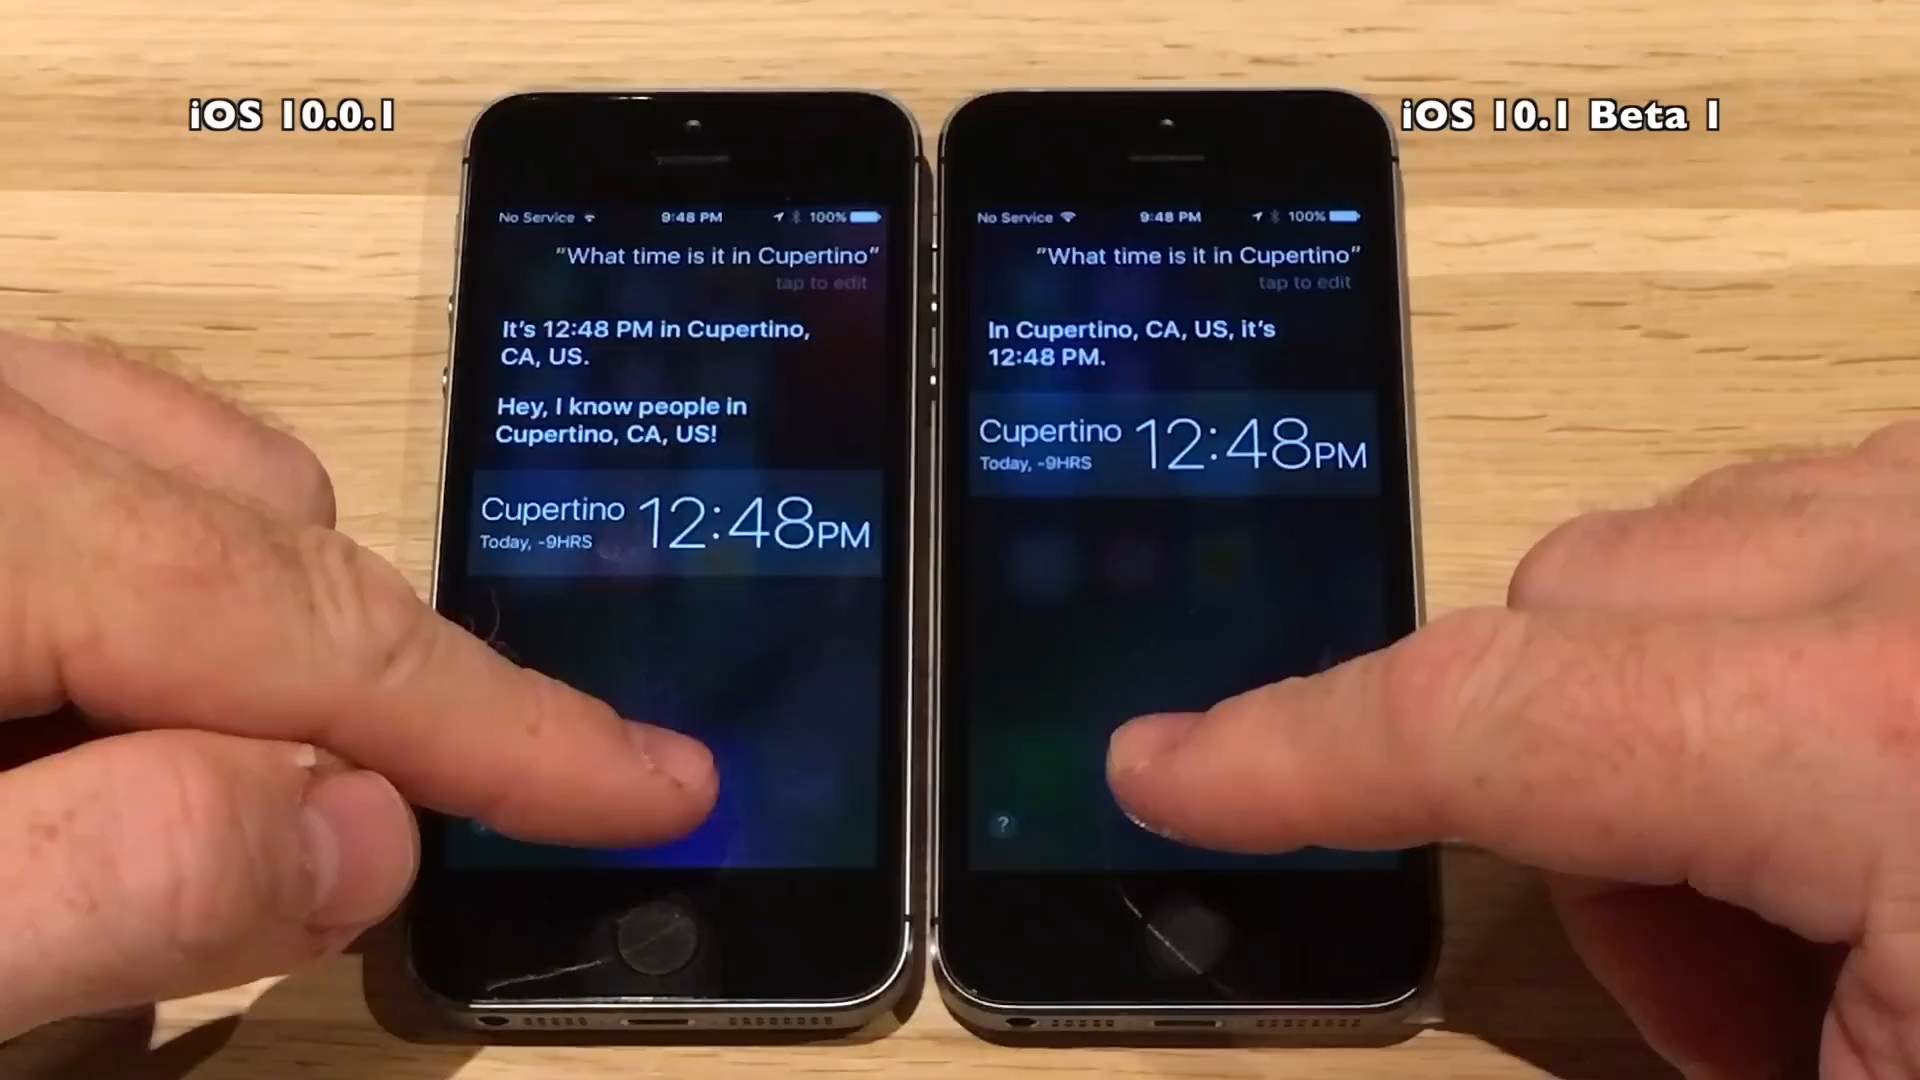 iOS 10.0.1
iOS 10.1 Beta 1
No Service 9:48 PM 100%
“What time is it in Cupertino”
tap to edit
It’s 12:48 PM in Cupertino,
CA, US.
Hey, I know people in
Cupertino, CA, US!
Cupertino 12:48PM
Today, -9HRS
No Service 9:48 PM 100%
“What time is it in Cupertino”
tap to edit
In Cupertino, CA, US, it’s
12:48 PM.
Cupertino 12:48PM
Today, -9HRS
?